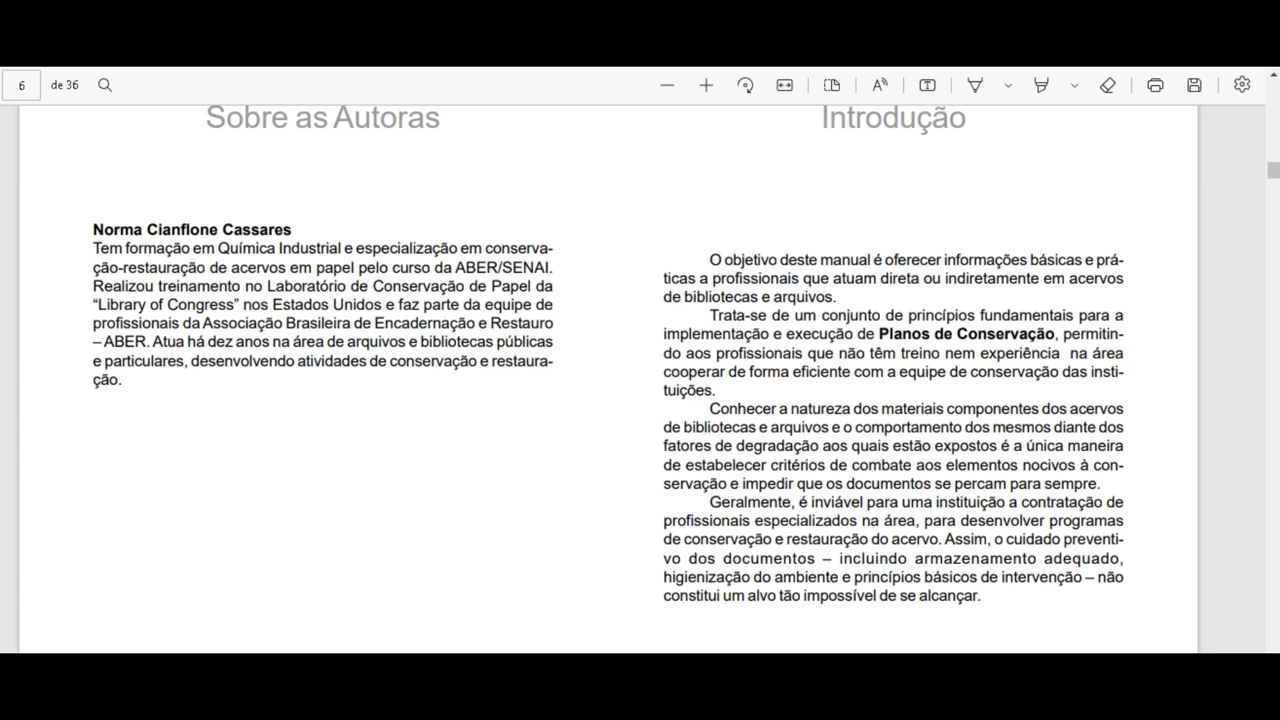 6 de 36
Sobre as Autoras
Norma Cianflone Cassares
Tem formação em Química Industrial e especialização em conserva-
ção-restauração de acervos em papel pelo curso da ABER/SENAI.
Realizou treinamento no Laboratório de Conservação de Papel da
“Library of Congress” nos Estados Unidos e faz parte da equipe de
profissionais da Associação Brasileira de Encadernação e Restauro
– ABER. Atua há dez anos na área de arquivos e bibliotecas públicas
e particulares, desenvolvendo atividades de conservação e restaura-
ção.
Introdução
O objetivo deste manual é oferecer informações básicas e prá-
ticas a profissionais que atuam direta ou indiretamente em acervos
de bibliotecas e arquivos.
Trata-se de um conjunto de princípios fundamentais para a
implementação e execução de Planos de Conservação, permitin-
do aos profissionais que não têm treino nem experiência na área
cooperar de forma eficiente com a equipe de conservação das insti-
tuições.
Conhecer a natureza dos materiais componentes dos acervos
de bibliotecas e arquivos e o comportamento dos mesmos diante dos
fatores de degradação aos quais estão expostos é a única maneira
de estabelecer critérios de combate aos elementos nocivos à con-
servação e impedir que os documentos se percam para sempre.
Geralmente, é inviável para uma instituição a contratação de
profissionais especializados na área, para desenvolver programas
de conservação e restauração do acervo. Assim, o cuidado preventi-
vo dos documentos – incluindo armazenamento adequado,
higienização do ambiente e princípios básicos de intervenção – não
constitui um alvo tão impossível de se alcançar.